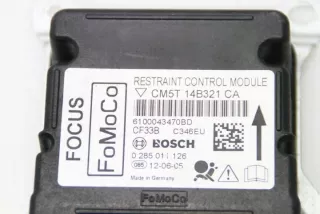 RESTRAINT CONTROL MODULE
CM5T 14B321 CA
6100043470BD
CF33B C346EU
BOSCH
0 285 011 126
085 12-06-05
Made in Germany
FOCUS
FoMoCo
FoMoCo